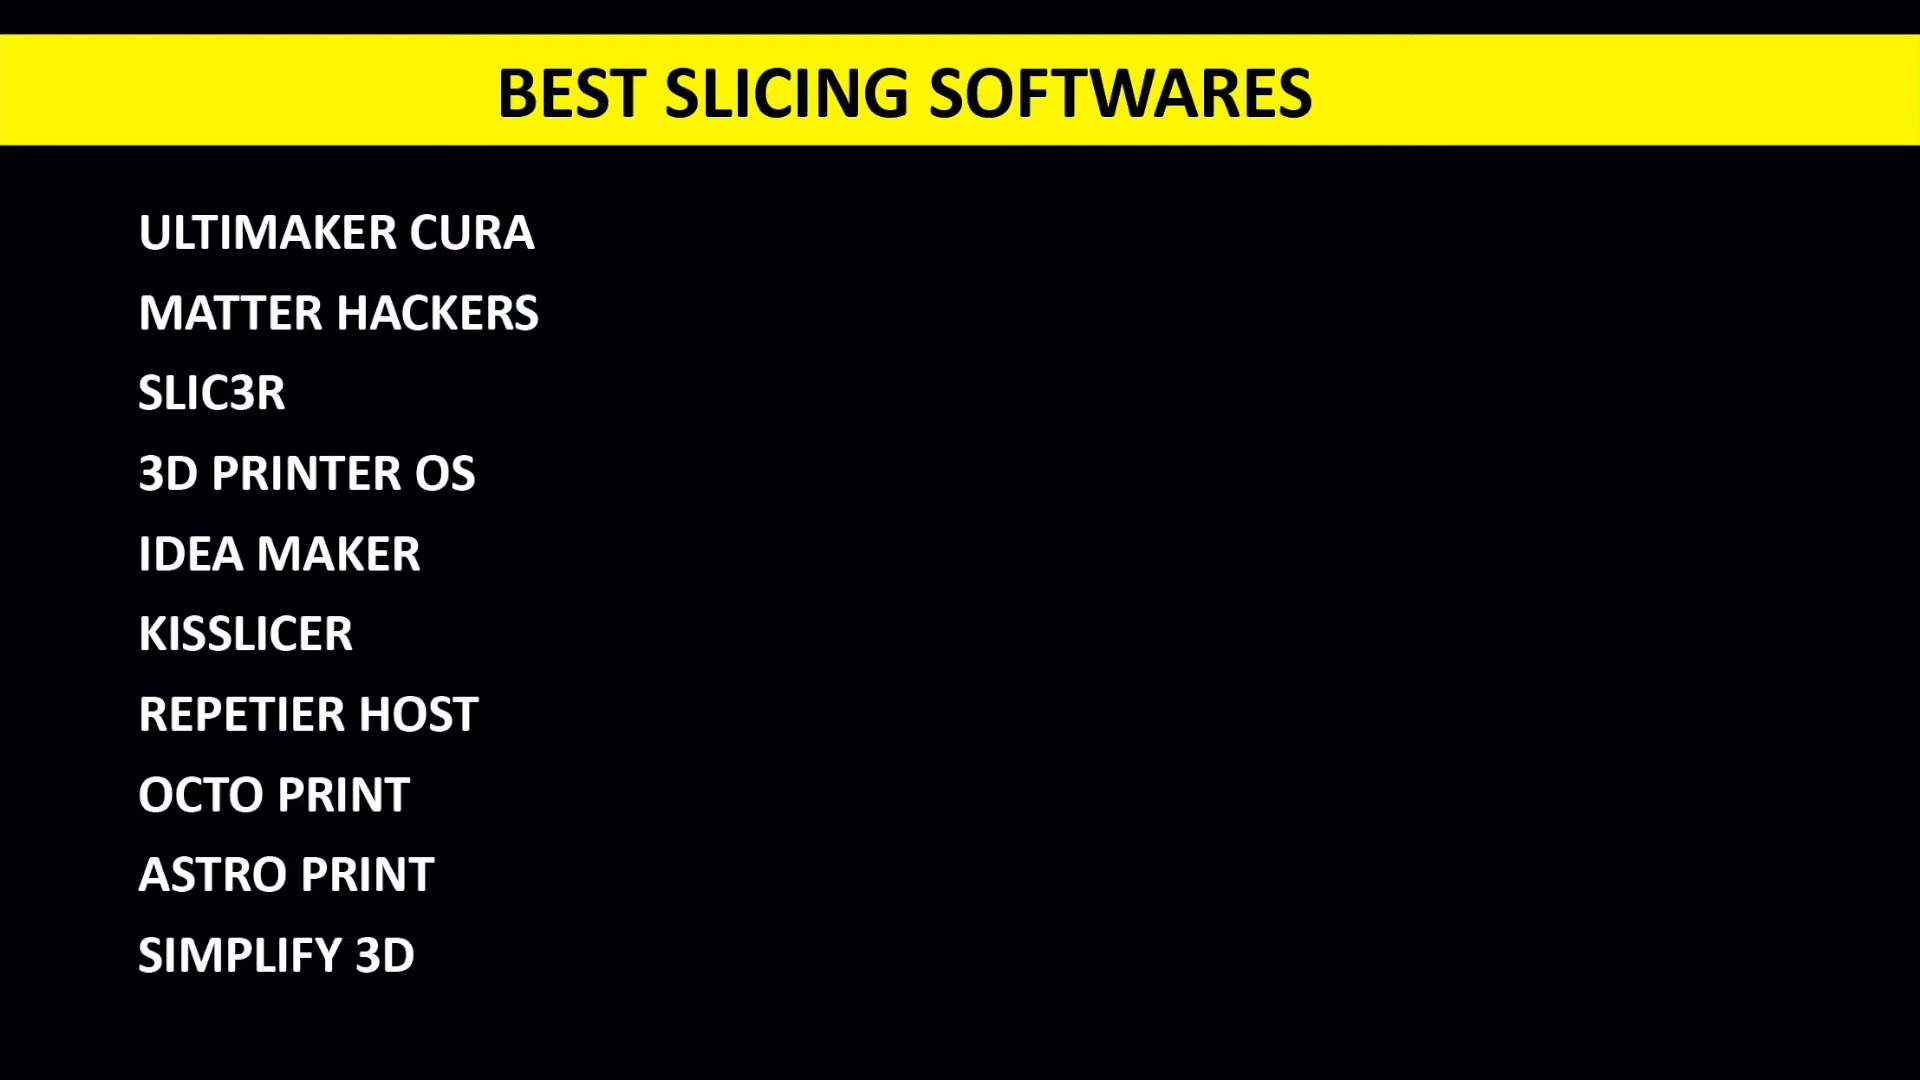 BEST SLICING SOFTWARES
ULTIMAKER CURA
MATTER HACKERS
SLIC3R
3D PRINTER OS
IDEA MAKER
KISSLICER
REPETIER HOST
OCTO PRINT
ASTRO PRINT
SIMPLIFY 3D